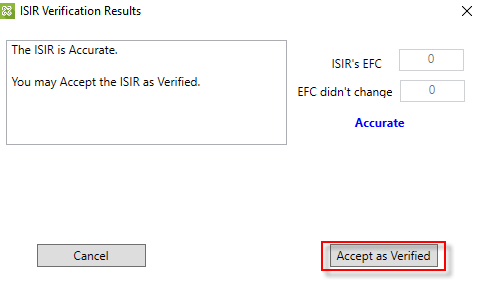 ISIR Verification Results
The ISIR is Accurate.
You may Accept the ISIR as Verified.
ISIR's EFC 0
EFC didn't change 0
Accurate
Cancel
Accept as Verified